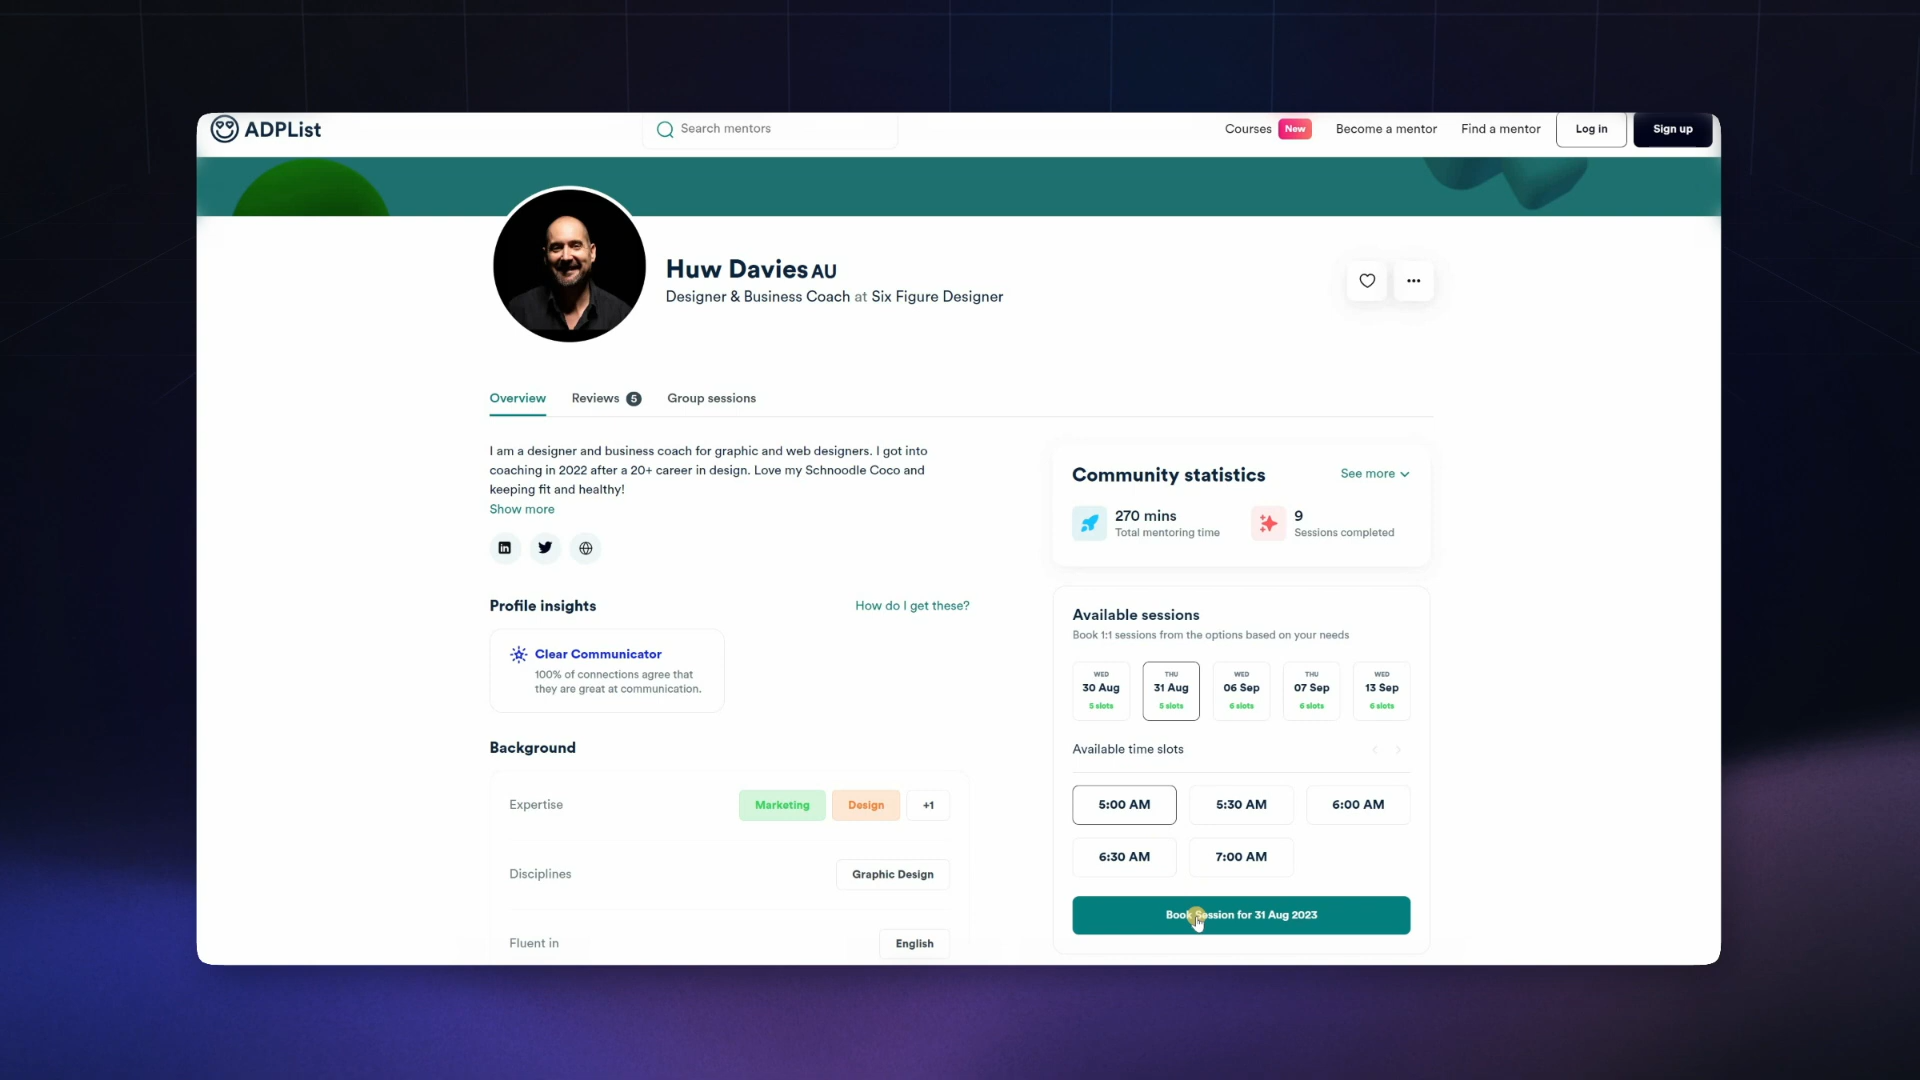 ADPList
Search mentors
Courses New Become a mentor Find a mentor Log in Sign up
Huw Davies AU
Designer & Business Coach at Six Figure Designer
Overview Reviews 5 Group sessions
I am a designer and business coach for graphic and web designers. I got into
coaching in 2022 after a 20+ career in design. Love my Schnoodle Coco and
keeping fit and healthy!
Show more
Profile insights How do I get these?
Clear Communicator
100% of connections agree that
they are great at communication.
Background
Expertise Marketing Design +1
Disciplines Graphic Design
Fluent in English
Community statistics See more
270 mins
Total mentoring time
9
Sessions completed
Available sessions
Book 1:1 sessions from the options based on your needs
WED THU WED THU WED
30 Aug 31 Aug 06 Sep 07 Sep 13 Sep
5 slots 5 slots 6 slots 6 slots 6 slots
Available time slots
5:00 AM 5:30 AM 6:00 AM
6:30 AM 7:00 AM
Book Session for 31 Aug 2023